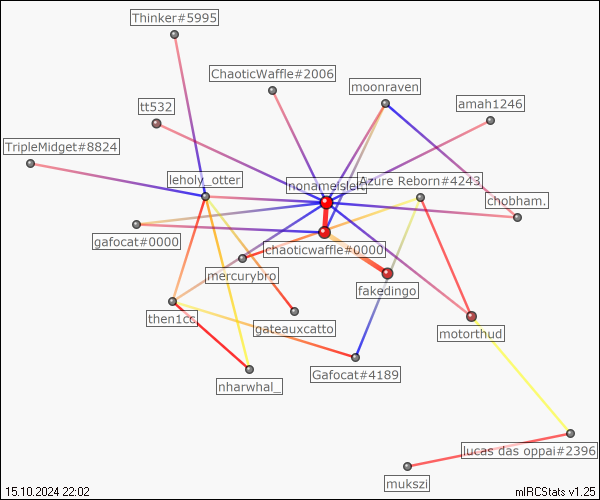 Thinker#5995
ChaoticWaffle#2006
moonraven
tt532
amah1246
TripleMidget#8824
leholy_otter
Azure Reborn#4243
chobham.
gafocat#0000
chaoticwaffle#0000
mercurybro
fakedingo
then1cc
gateauxcatto
motorthud
Gafocat#4189
nharwhal_
lucas das oppai#2396
mukszi
15.10.2024 22:02
mIRCStats v1.25